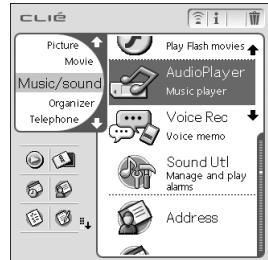 CLIÉ
i
Picture
Movie
Music/sound
Organizer
Telephone
Play Flash movies
AudioPlayer
Music player
Voice Rec
Voice memo
Sound Utl
Manage and play
alarms
Address